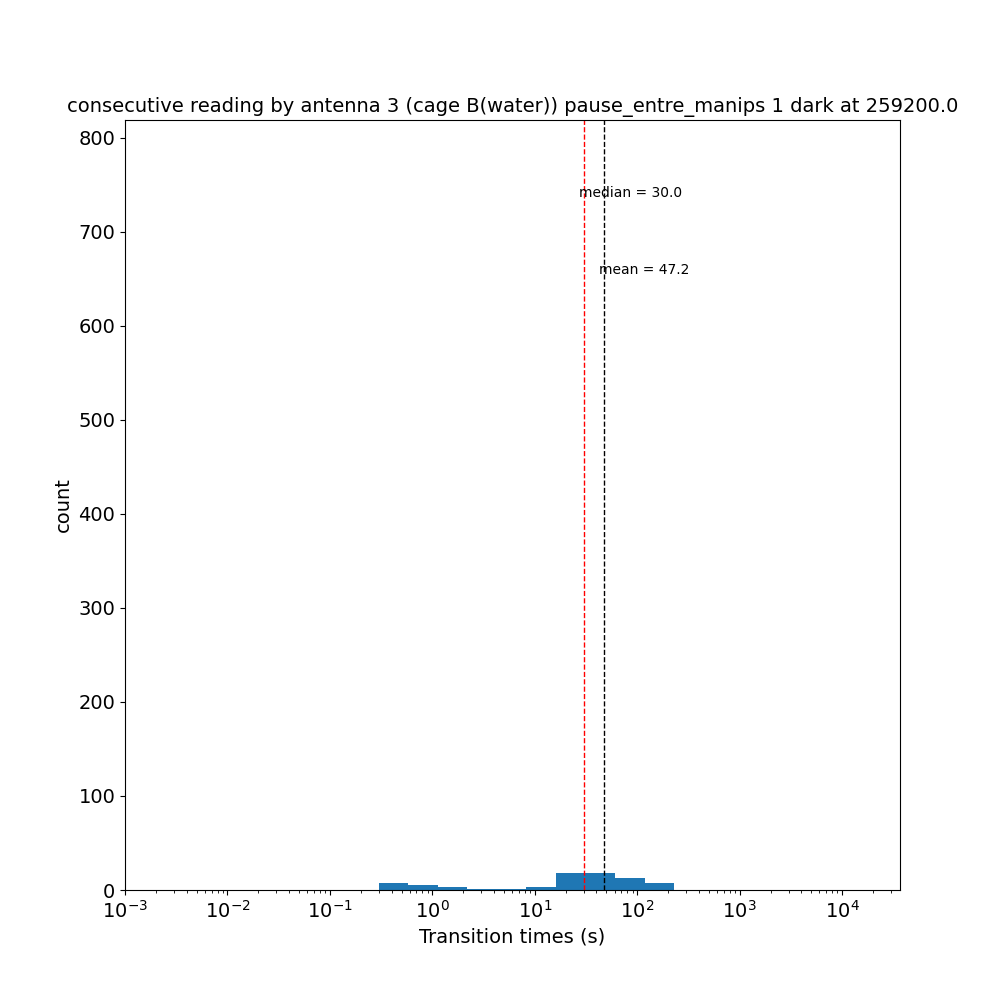 consecutive reading by antenna 3 (cage B(water)) pause_entre_manips 1 dark at 259200.0
800
median = 30.0
700
mean = 47.2
600
500
count
400
300
200
100
0
10⁻³ 10⁻² 10⁻¹ 10⁰ 10¹ 10² 10³ 10⁴
Transition times (s)